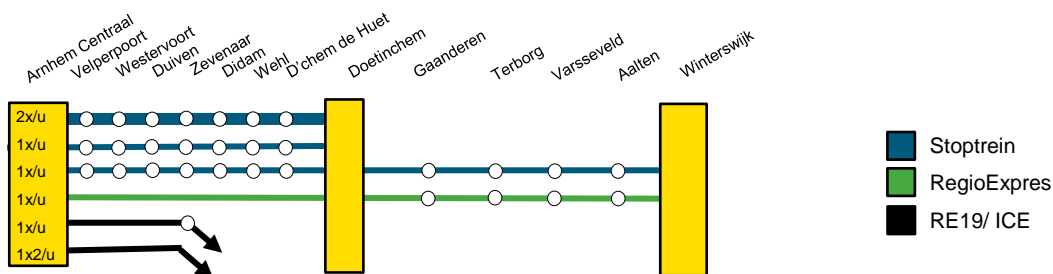 Arnhem Centraal
Velperpoort
Westervoort
Duiven
Zevenaar
Didam
Wehl
D'chem de Huet
Doetinchem
Gaanderen
Terborg
Varsseveld
Aalten
Winterswijk
2x/u
1x/u
1x/u
1x/u
1x/u
1x2/u
Stoptrein
RegioExpres
RE19/ ICE